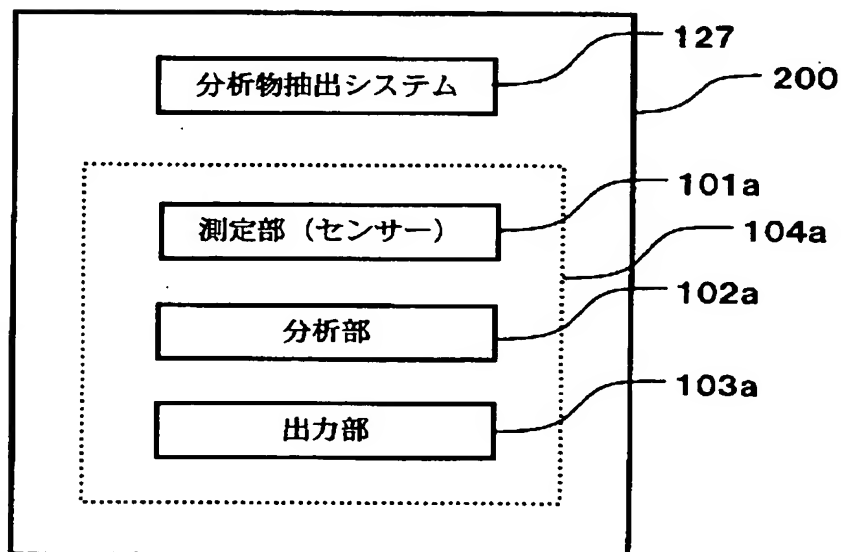 127
分析物抽出システム
200
101a
測定部（センサー）
104a
102a
分析部
103a
出力部